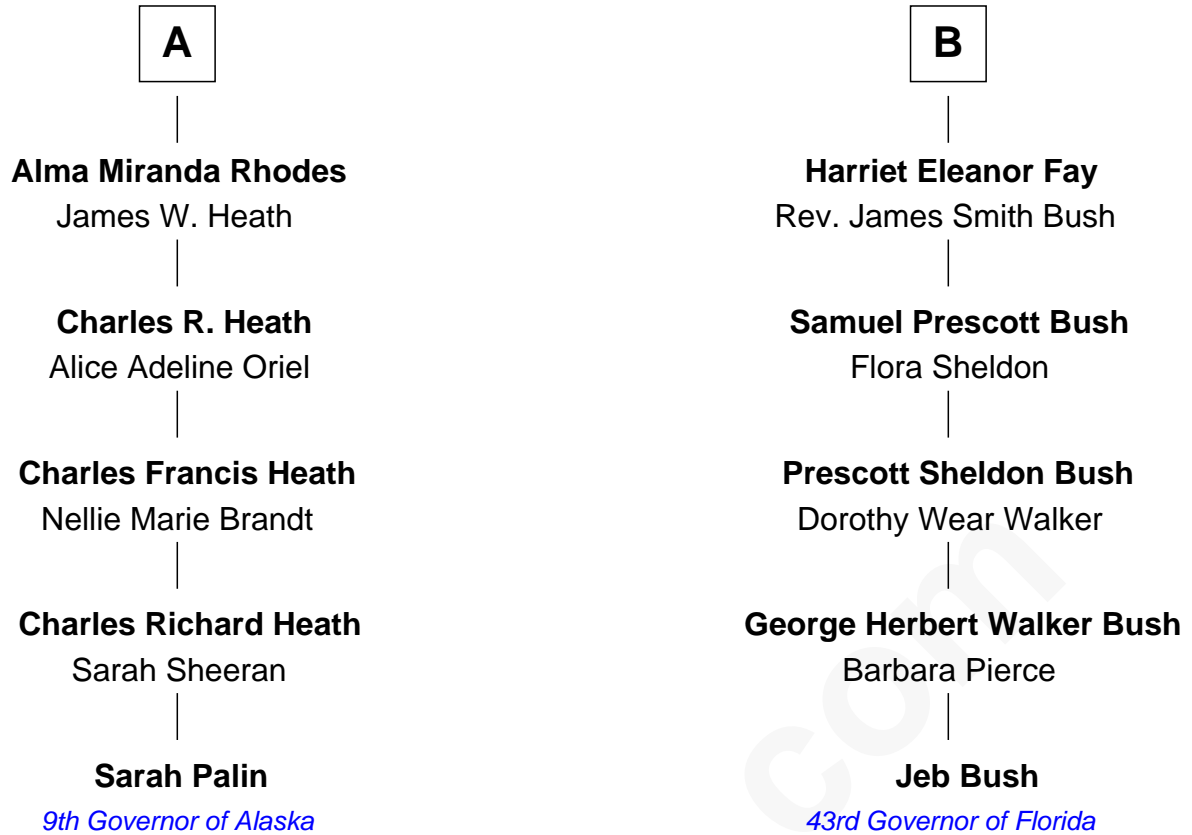 A
Alma Miranda Rhodes
James W. Heath
Charles R. Heath
Alice Adeline Oriel
Charles Francis Heath
Nellie Marie Brandt
Charles Richard Heath
Sarah Sheeran
Sarah Palin
9th Governor of Alaska
B
Harriet Eleanor Fay
Rev. James Smith Bush
Samuel Prescott Bush
Flora Sheldon
Prescott Sheldon Bush
Dorothy Wear Walker
George Herbert Walker Bush
Barbara Pierce
Jeb Bush
43rd Governor of Florida
com